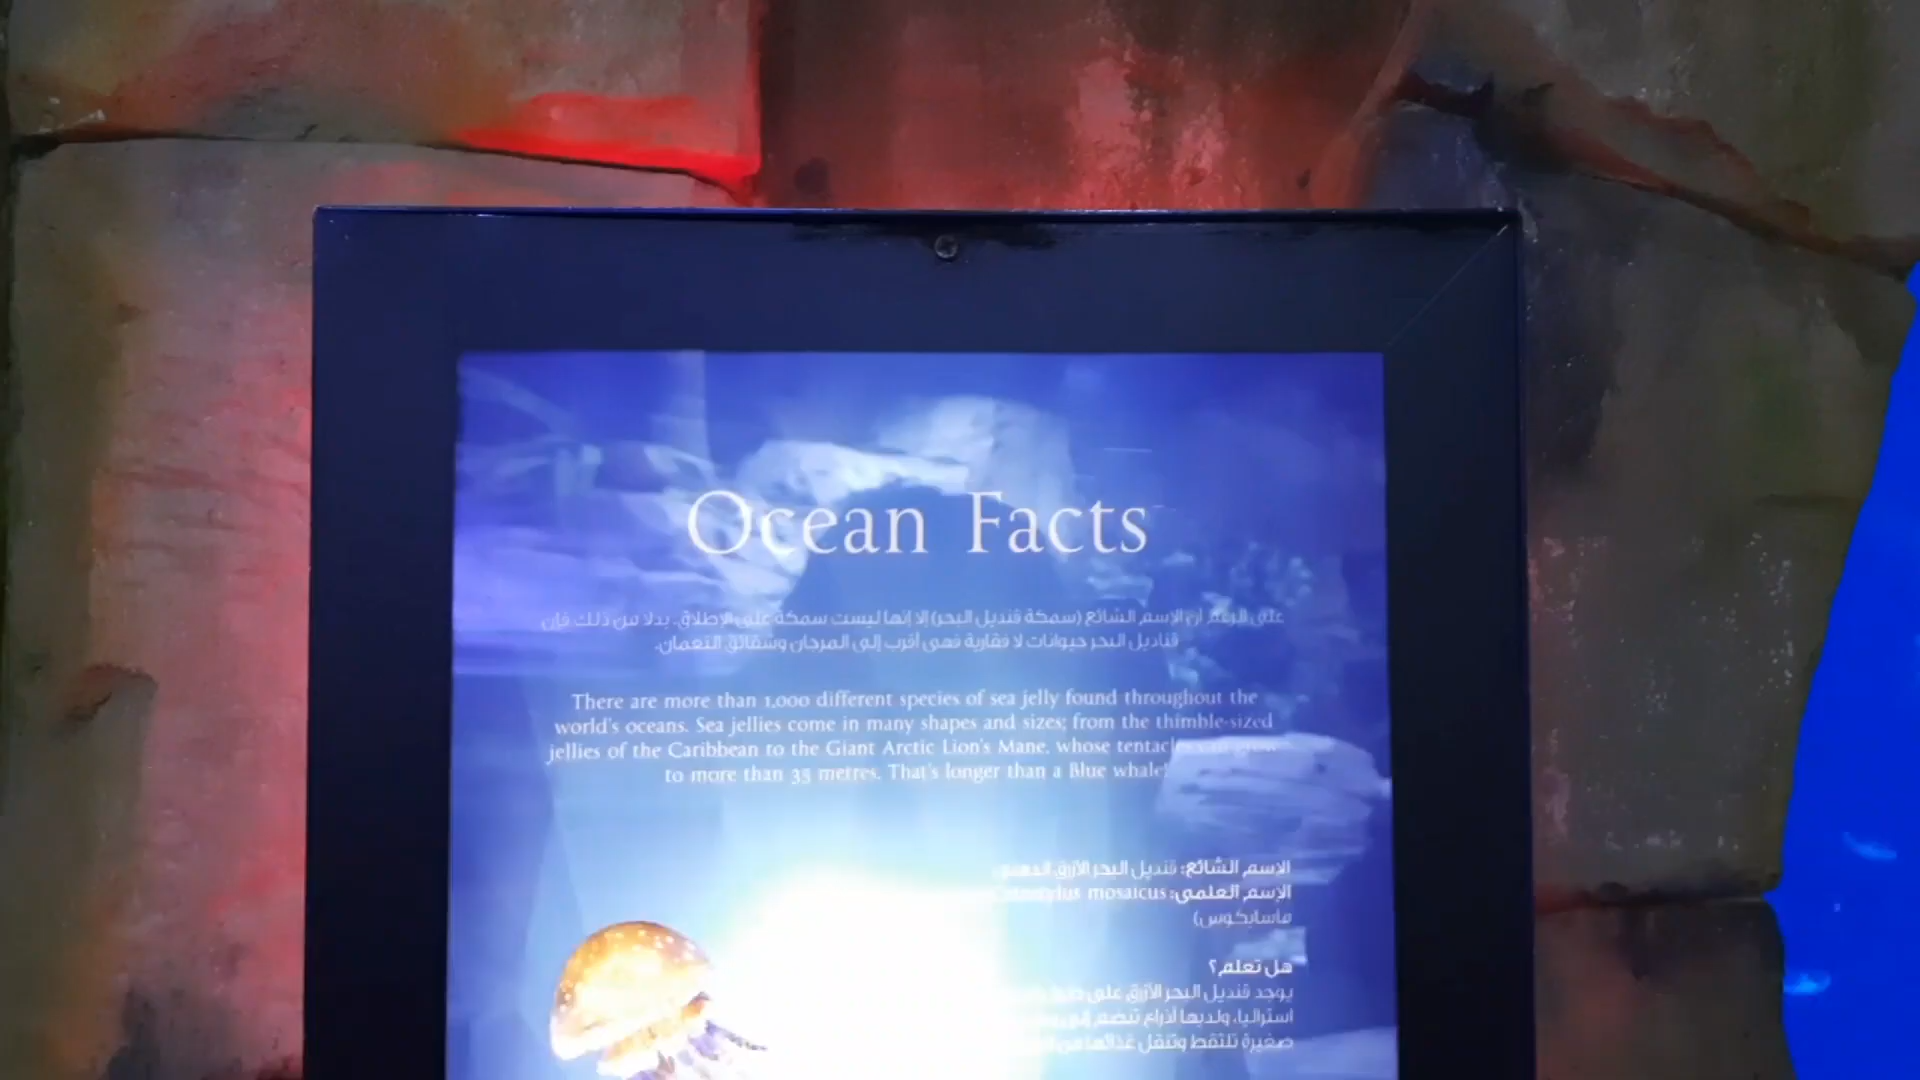 Ocean Facts
على الرغم أن الإسم الشائع (سمكة قنديل البحر) إلا إنها ليست سمكة على الإطلاق. بدلا من ذلك فإن
قناديل البحر حيوانات لا فقارية فهي أقرب إلى المرجان وشقائق النعمان.
There are more than 1,000 different species of sea jelly found throughout the
world's oceans. Sea jellies come in many shapes and sizes; from the thimble-sized
jellies of the Caribbean to the Giant Arctic Lion's Mane, whose
to more than 35 metres. That's longer than a Blue whale!
الإسم الشائع: قنديل البحر الأزرق
الإسم العلمي: mosaicus
ماسايكوس)
هل تعلم؟
يوجد قنديل البحر الأزرق على
استراليا، ولديها أذرع تنضم إلى
صغيرة تلتقط وتنقل غذائها من